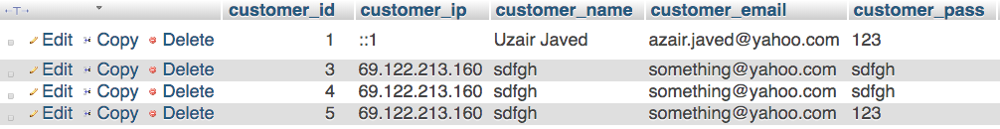 customer_id customer_ip customer_name customer_email customer_pass
Edit Copy Delete 1 ::1 Uzair Javed azair.javed@yahoo.com 123
Edit Copy Delete 3 69.122.213.160 sdfgh something@yahoo.com sdfgh
Edit Copy Delete 4 69.122.213.160 sdfgh something@yahoo.com sdfgh
Edit Copy Delete 5 69.122.213.160 sdfgh something@yahoo.com 123